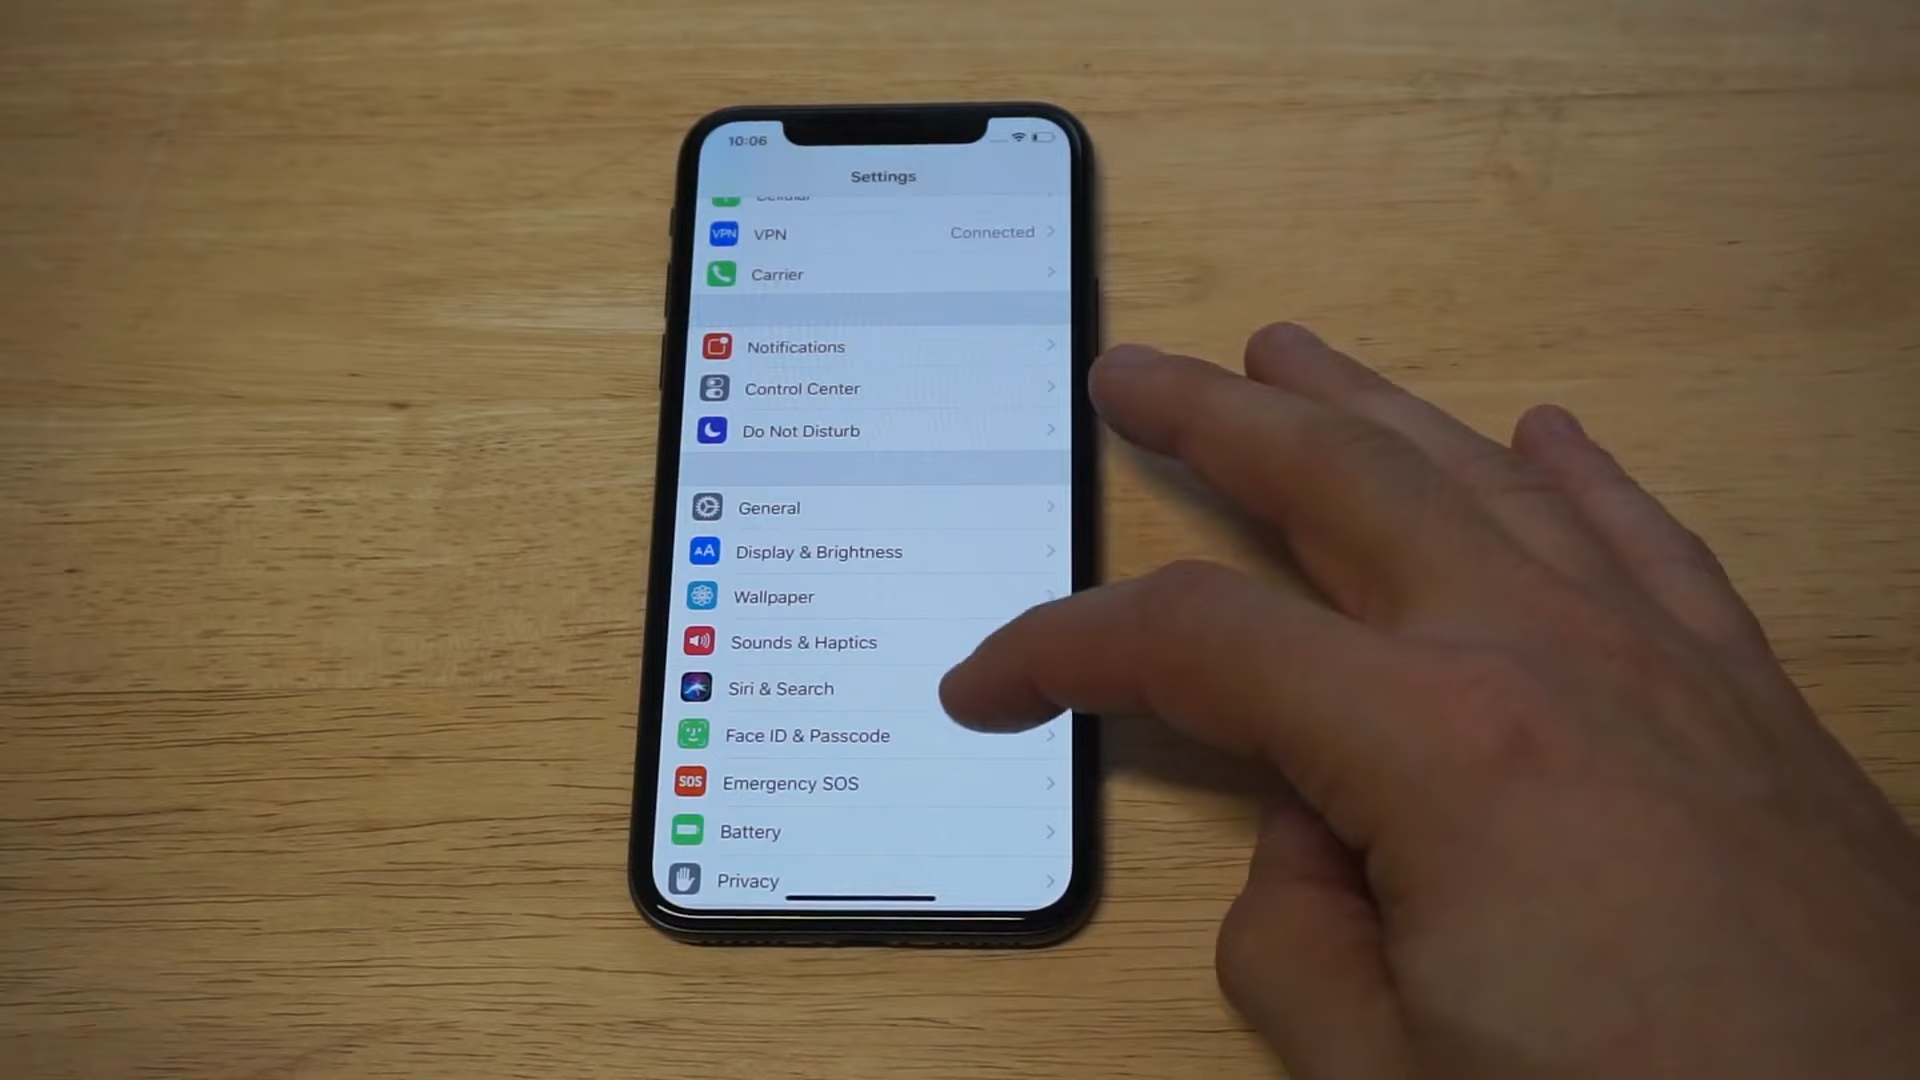 10:06
Settings
Cellular
VPN VPN Connected
Carrier
Notifications
Control Center
Do Not Disturb
General
AA Display & Brightness
Wallpaper
Sounds & Haptics
Siri & Search
Face ID & Passcode
SOS Emergency SOS
Battery
Privacy